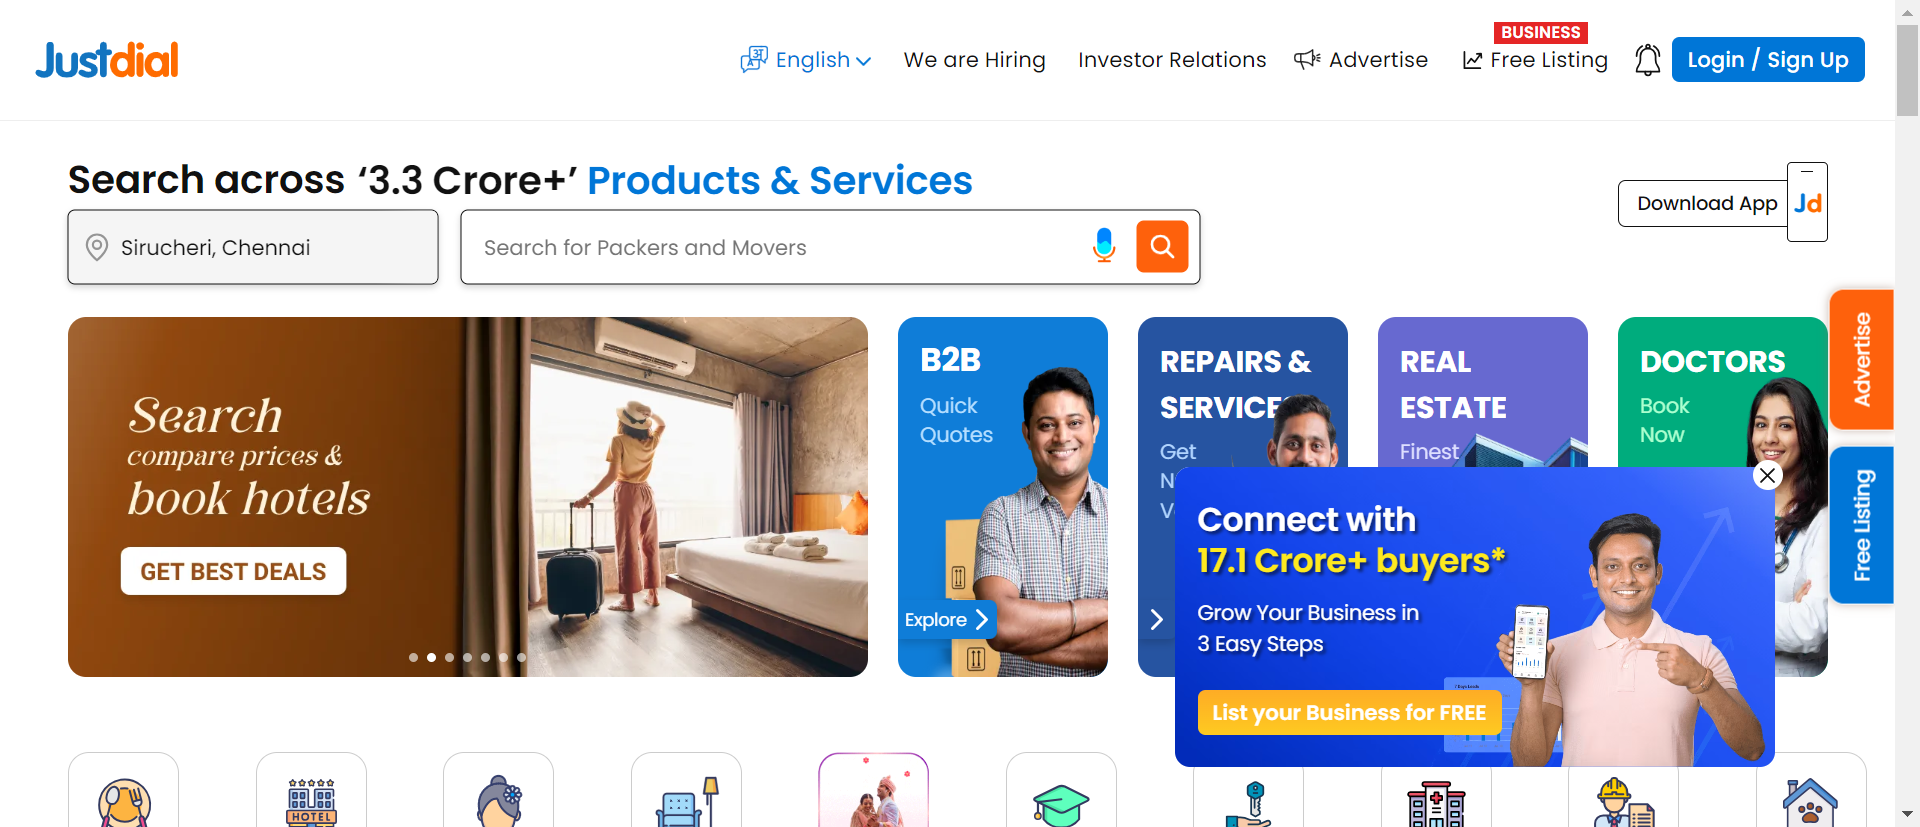 Justdial
English
We are Hiring
Investor Relations
Advertise
BUSINESS
Free Listing
Login / Sign Up
Search across ‘3.3 Crore+’ Products & Services
Download App
Jd
Sirucheri, Chennai
Search for Packers and Movers
Search
compare prices &
book hotels
GET BEST DEALS
B2B
Quick
Quotes
Explore
REPAIRS &
SERVICES
Get
N
V
REAL
ESTATE
Finest
DOCTORS
Book
Now
Advertise
Free Listing
Connect with
17.1 Crore+ buyers*
Grow Your Business in
3 Easy Steps
List your Business for FREE
HOTEL